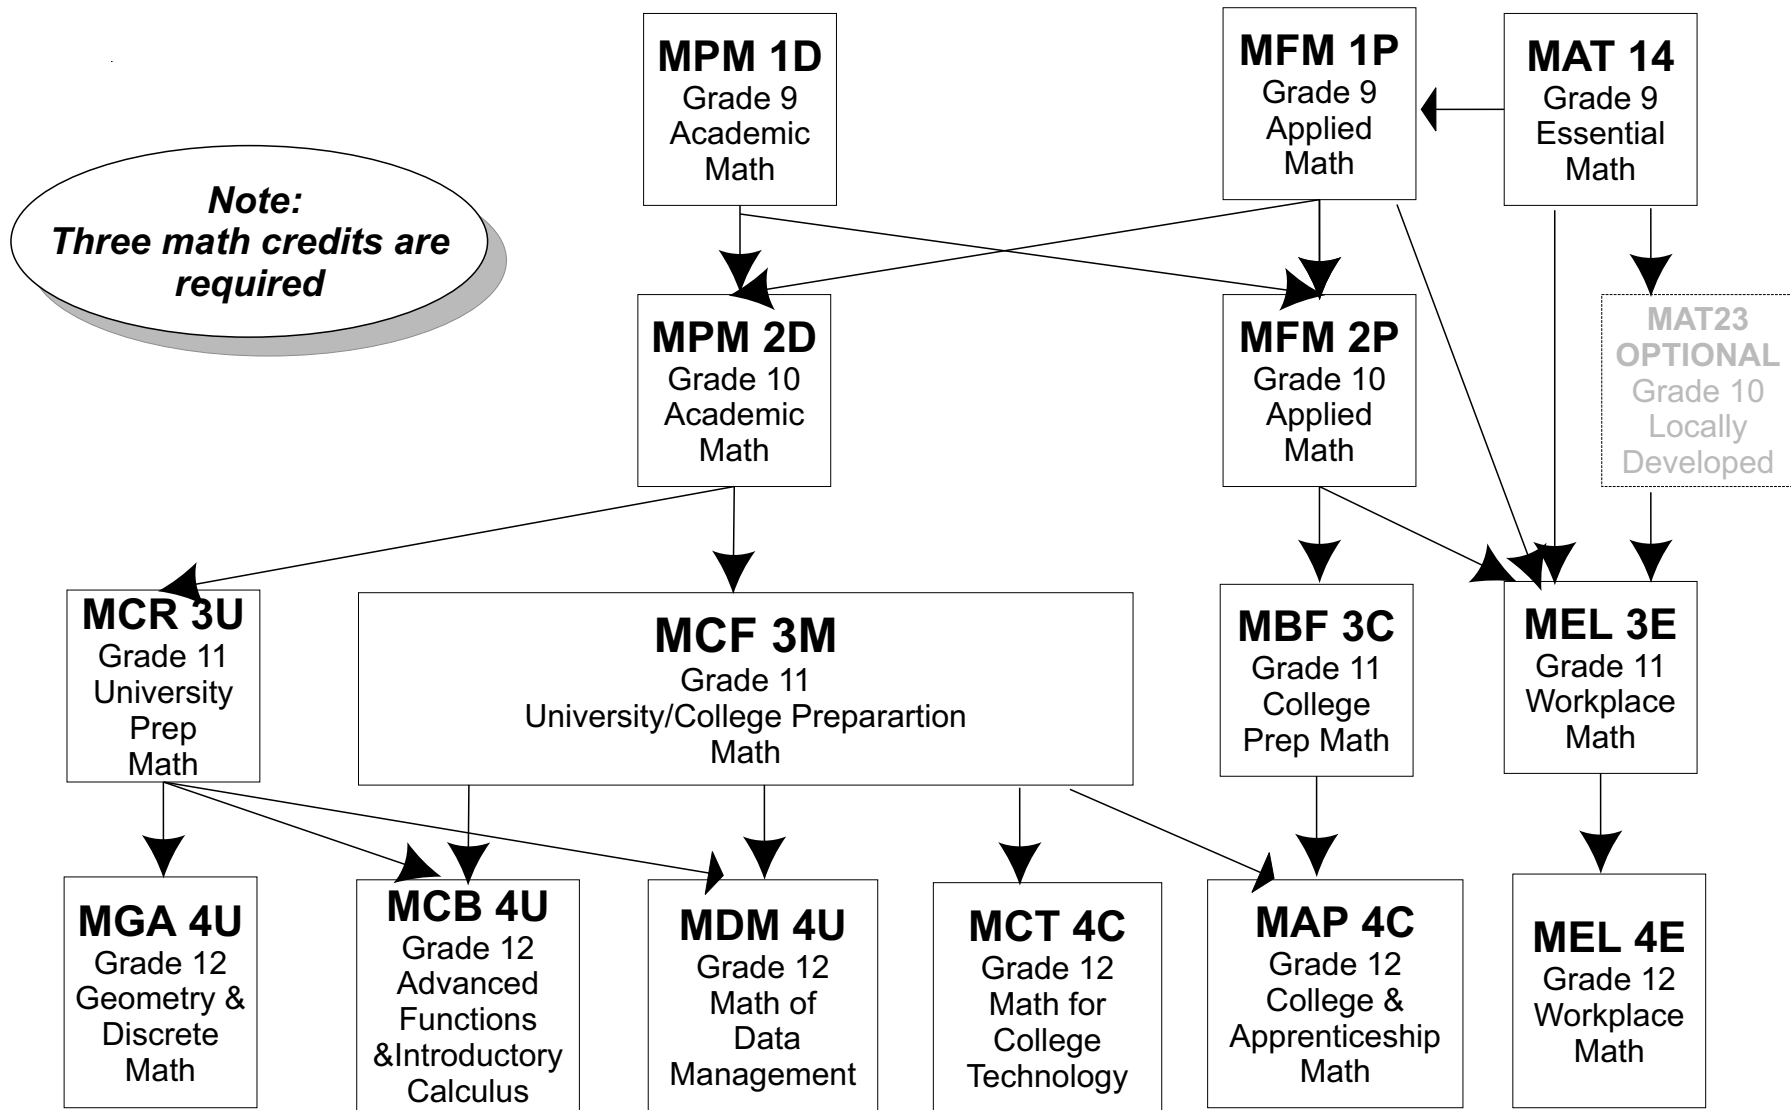 MPM 1D
Grade 9
Academic
Math
MFM 1P
Grade 9
Applied
Math
MAT 14
Grade 9
Essential
Math
Note:
Three math credits are
required
MPM 2D
Grade 10
Academic
Math
MFM 2P
Grade 10
Applied
Math
MAT23
OPTIONAL
Grade 10
Locally
Developed
MCR 3U
Grade 11
University
Prep
Math
MCF 3M
Grade 11
University/College Preparartion
Math
MBF 3C
Grade 11
College
Prep Math
MEL 3E
Grade 11
Workplace
Math
MGA 4U
Grade 12
Geometry &
Discrete
Math
MCB 4U
Grade 12
Advanced
Functions
&Introductory
Calculus
MDM 4U
Grade 12
Math of
Data
Management
MCT 4C
Grade 12
Math for
College
Technology
MAP 4C
Grade 12
College &
Apprenticeship
Math
MEL 4E
Grade 12
Workplace
Math